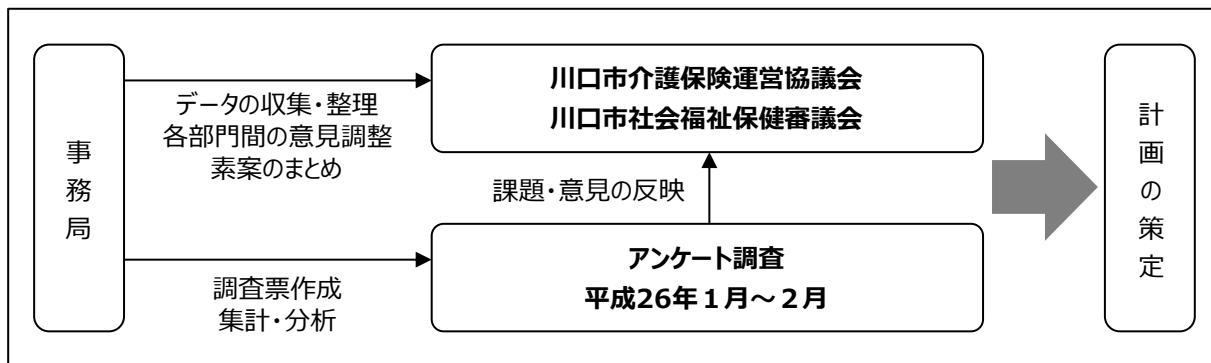 事務局
データの収集・整理
各部門間の意見調整
素案のまとめ
調査票作成
集計・分析
川口市介護保険運営協議会
川口市社会福祉保健審議会
課題・意見の反映
アンケート調査
平成26年１月～２月
計画の策定